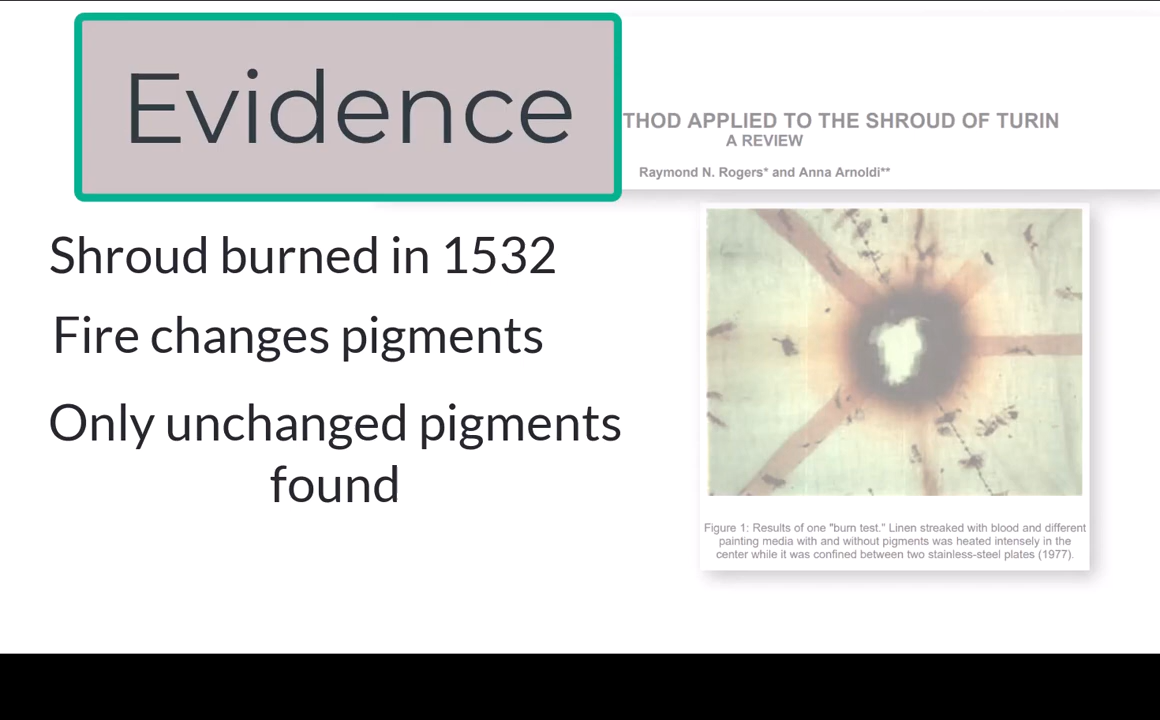 Evidence
THOD APPLIED TO THE SHROUD OF TURIN
A REVIEW
Raymond N. Rogers* and Anna Arnoldi**
Shroud burned in 1532
Fire changes pigments
Only unchanged pigments
found
Figure 1: Results of one "burn test." Linen streaked with blood and different
painting media with and without pigments was heated intensely in the
center while it was confined between two stainless-steel plates (1977).